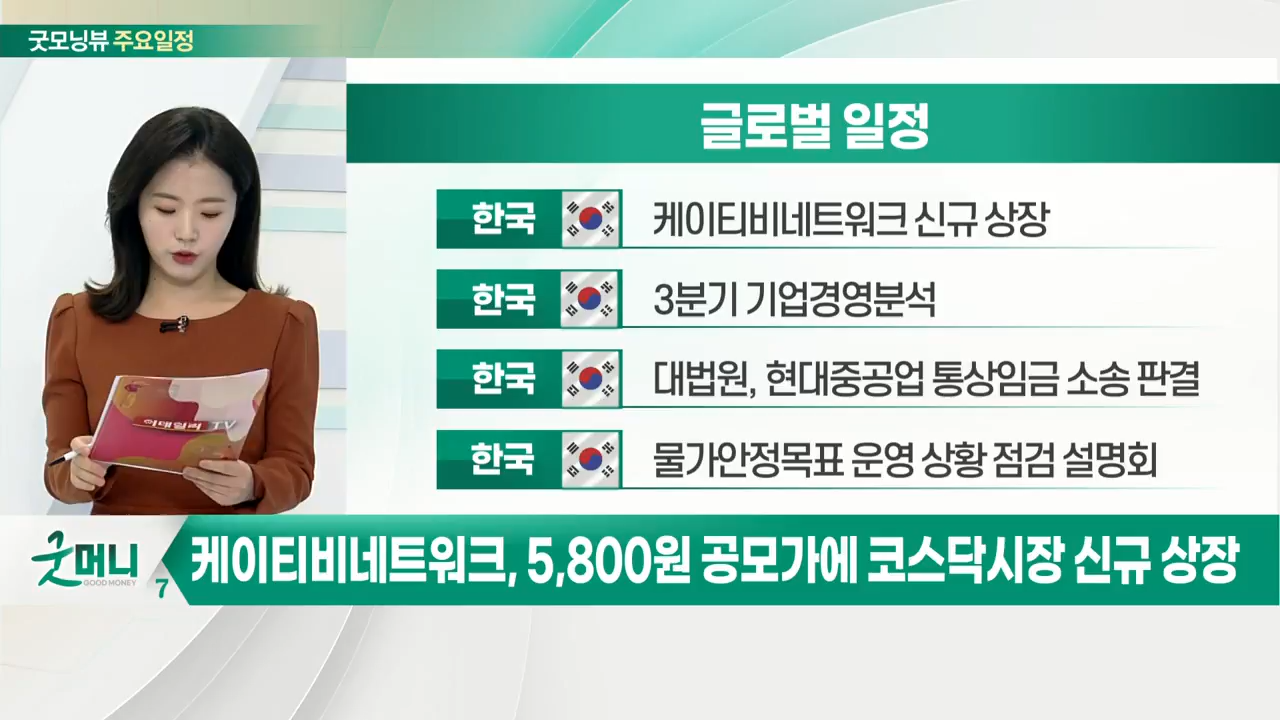 굿모닝뷰 주요일정
글로벌 일정
한국 케이티비네트워크 신규 상장
한국 3분기 기업경영분석
한국 대법원, 현대중공업 통상임금 소송 판결
한국 물가안정목표 운영 상황 점검 설명회
굿머니
GOOD MONEY
7
케이티비네트워크, 5,800원 공모가에 코스닥시장 신규 상장
TV